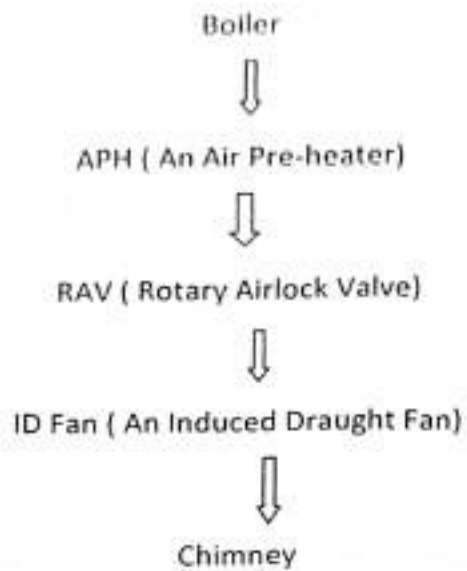 Boiler
APH ( An Air Pre-heater)
RAV ( Rotary Airlock Valve)
ID Fan ( An Induced Draught Fan)
Chimney